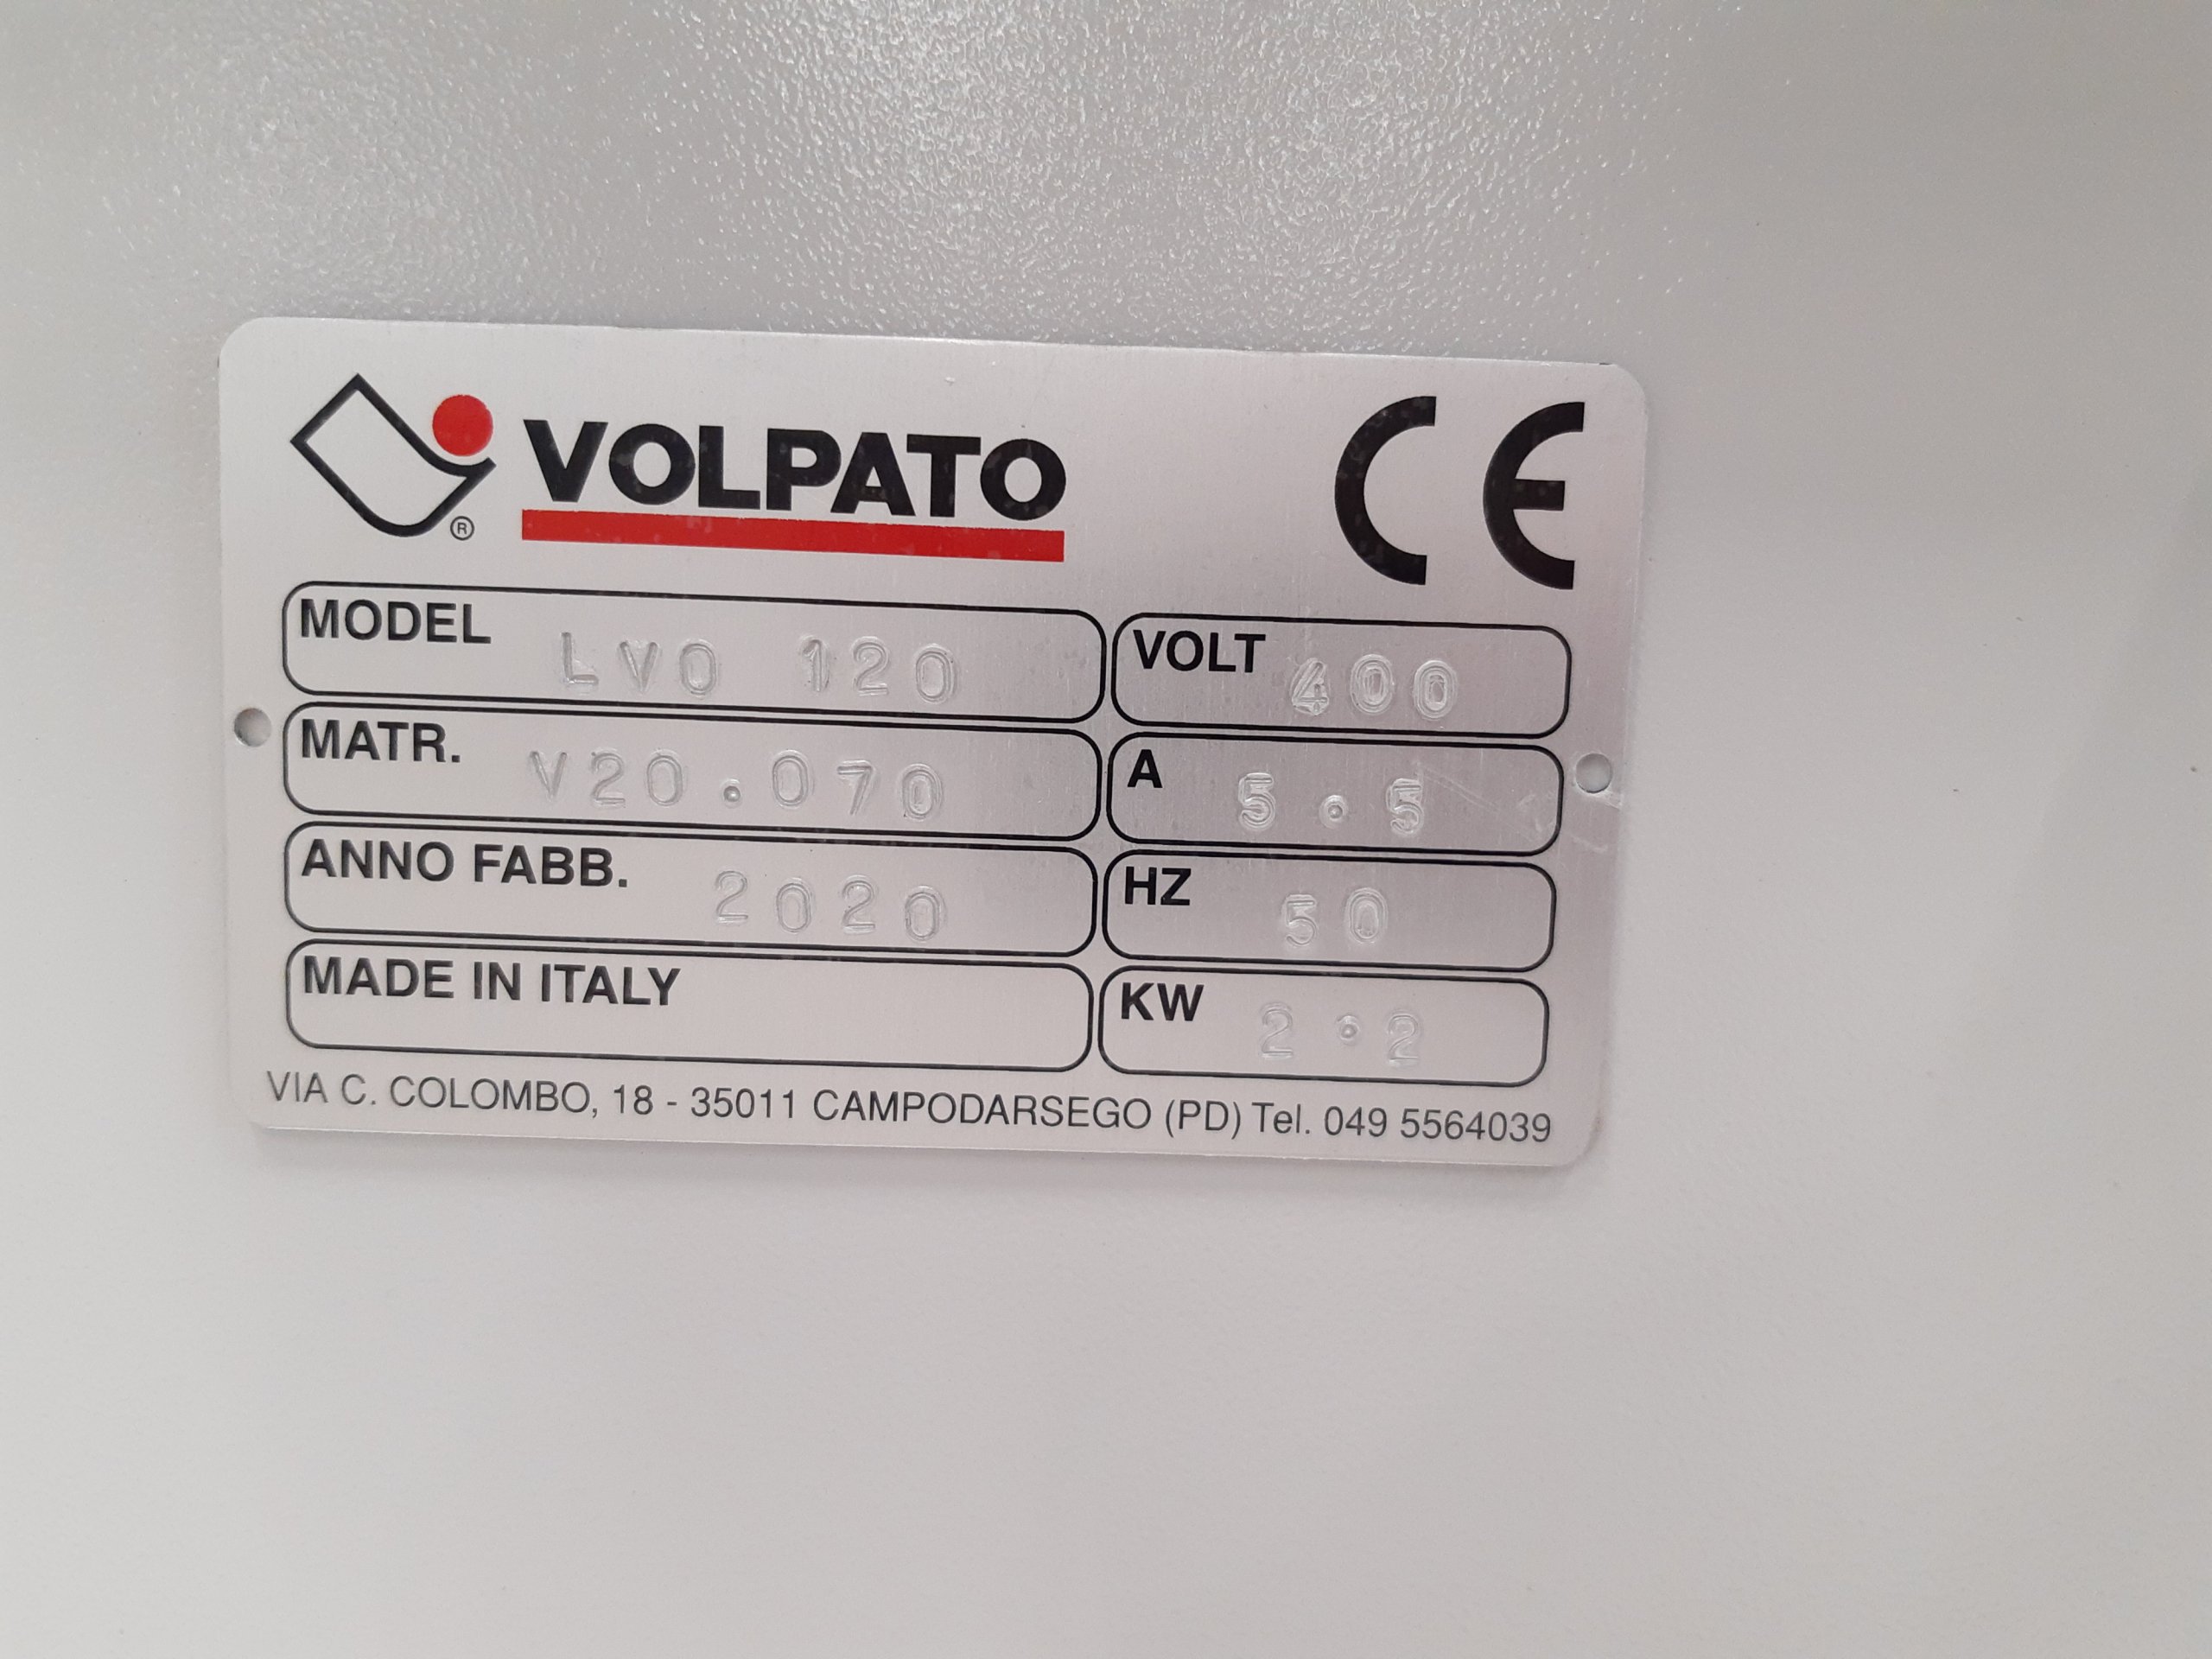 VOLPATO CE
®
MODEL LVO 120 VOLT 400
MATR. V20.070 A 5.5
ANNO FABB. 2020 HZ 50
MADE IN ITALY KW 2.2
VIA C. COLOMBO, 18 - 35011 CAMPODARSEGO (PD) Tel. 049 5564039